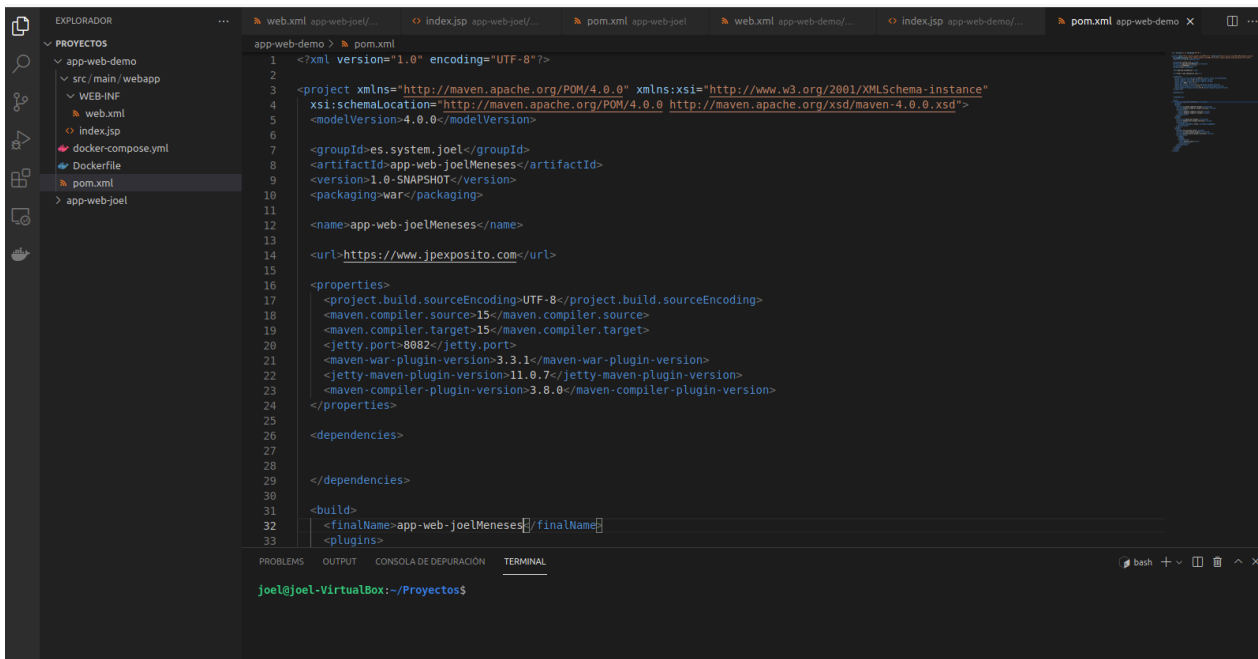 EXPLORADOR ...
web.xml app-web-joel/...
index.jsp app-web-joel/...
pom.xml app-web-joel
web.xml app-web-demo/...
index.jsp app-web-demo/...
pom.xml app-web-demo
PROYECTOS
app-web-demo
src/main/webapp
WEB-INF
web.xml
index.jsp
docker-compose.yml
Dockerfile
pom.xml
app-web-joel
app-web-demo > pom.xml
1 <?xml version="1.0" encoding="UTF-8"?>
2
3 <project xmlns="http://maven.apache.org/POM/4.0.0" xmlns:xsi="http://www.w3.org/2001/XMLSchema-instance"
4 xsi:schemaLocation="http://maven.apache.org/POM/4.0.0 http://maven.apache.org/xsd/maven-4.0.0.xsd">
5 <modelVersion>4.0.0</modelVersion>
6
7 <groupId>es.system.joel</groupId>
8 <artifactId>app-web-joelMeneses</artifactId>
9 <version>1.0-SNAPSHOT</version>
10 <packaging>war</packaging>
11
12 <name>app-web-joelMeneses</name>
13
14 <url>https://www.jpexposito.com</url>
15
16 <properties>
17 <project.build.sourceEncoding>UTF-8</project.build.sourceEncoding>
18 <maven.compiler.source>15</maven.compiler.source>
19 <maven.compiler.target>15</maven.compiler.target>
20 <jetty.port>8082</jetty.port>
21 <maven-war-plugin-version>3.3.1</maven-war-plugin-version>
22 <jetty-maven-plugin-version>11.0.7</jetty-maven-plugin-version>
23 <maven-compiler-plugin-version>3.8.0</maven-compiler-plugin-version>
24 </properties>
25
26 <dependencies>
27
28
29 </dependencies>
30
31 <build>
32 <finalName>app-web-joelMeneses</finalName>
33 <plugins>
PROBLEMS OUTPUT CONSOLA DE DEPURACIÓN TERMINAL
bash
joel@joel-VirtualBox:~/Proyectos$